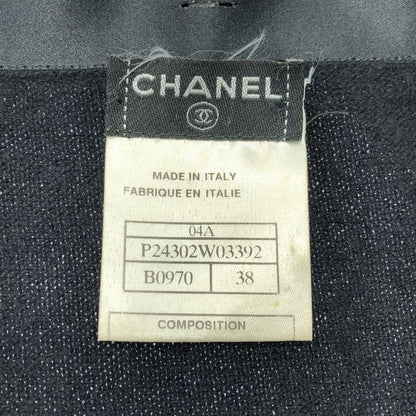 CHANEL
MADE IN ITALY
FABRIQUE EN ITALIE
04A
P24302W03392
B0970 38
COMPOSITION